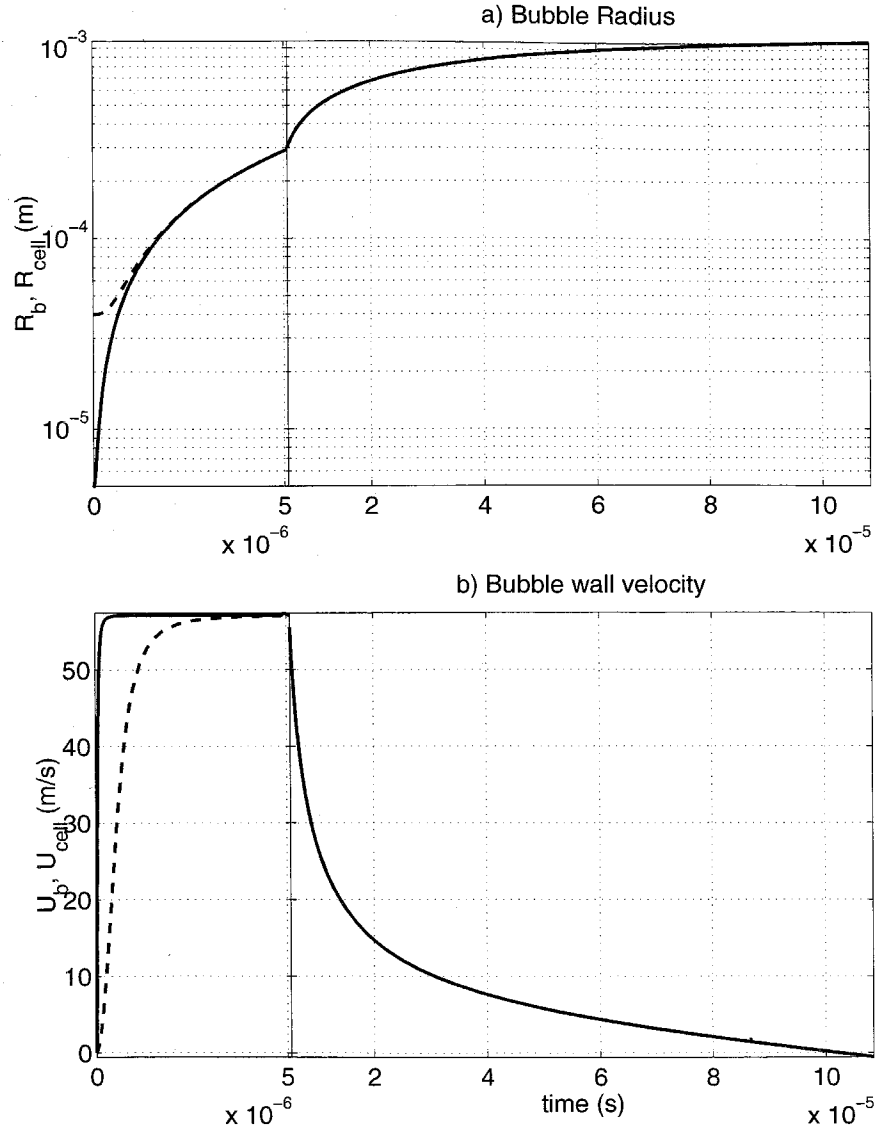 a) Bubble Radius
R_b, R_cell (m)
10^-3
10^-4
10^-5
0 5 2 4 6 8 10
x 10^-6 x 10^-5
b) Bubble wall velocity
U_b, U_cell (m/s)
50
40
30
20
10
0
0 5 2 4 6 8 10
x 10^-6 time (s) x 10^-5